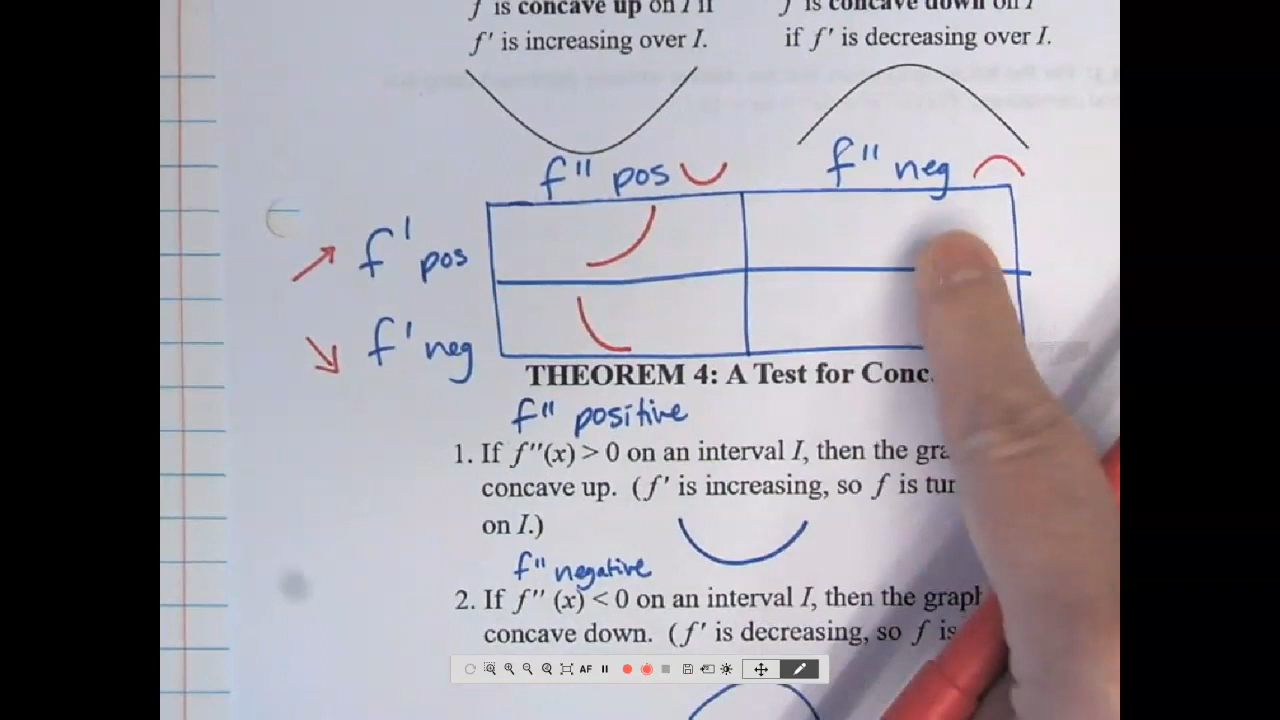 f is concave up on I if
f′ is increasing over I.
f is concave down on I
if f′ is decreasing over I.
f" pos
f" neg
f' pos
f' neg
THEOREM 4: A Test for Conc
f" positive
1. If f″(x) > 0 on an interval I, then the gra
concave up. (f′ is increasing, so f is tur
on I.)
f" negative
2. If f″ (x) < 0 on an interval I, then the graph
concave down. (f′ is decreasing, so f is
AF